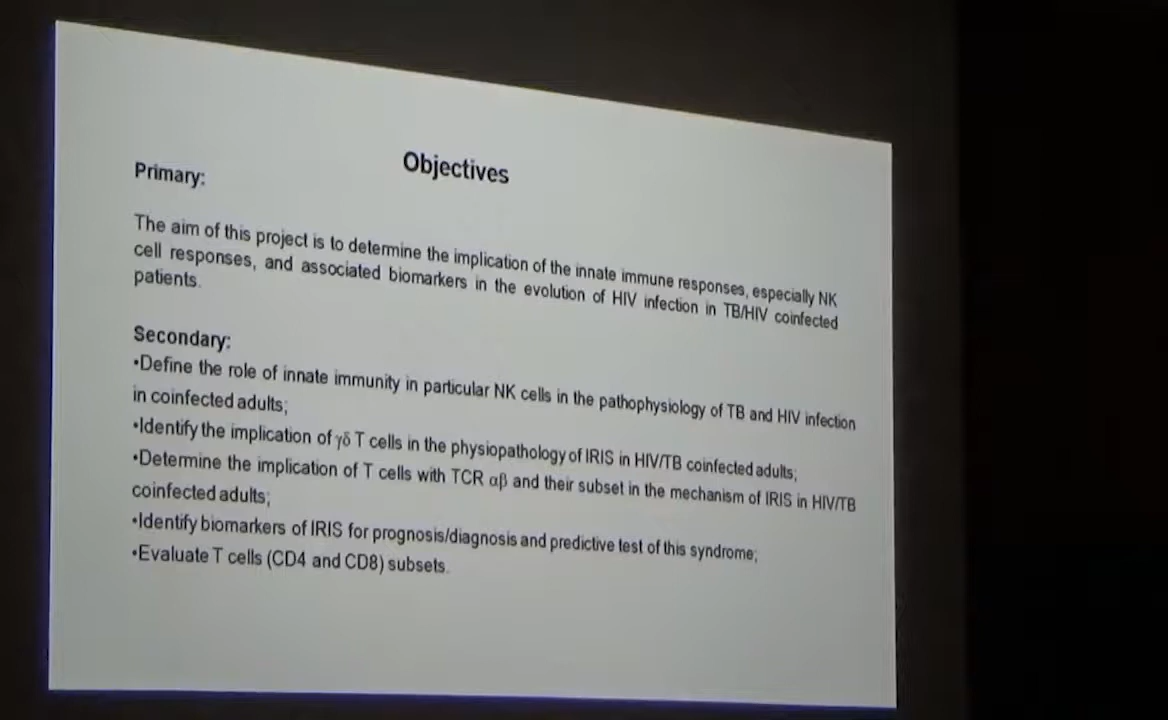 Objectives
Primary:
The aim of this project is to determine the implication of the innate immune responses, especially NK
cell responses, and associated biomarkers in the evolution of HIV infection in TB/HIV coinfected
patients.
Secondary:
•Define the role of innate immunity in particular NK cells in the pathophysiology of TB and HIV infection
in coinfected adults;
•Identify the implication of γδ T cells in the physiopathology of IRIS in HIV/TB coinfected adults;
•Determine the implication of T cells with TCR αβ and their subset in the mechanism of IRIS in HIV/TB
coinfected adults;
•Identify biomarkers of IRIS for prognosis/diagnosis and predictive test of this syndrome;
•Evaluate T cells (CD4 and CD8) subsets.